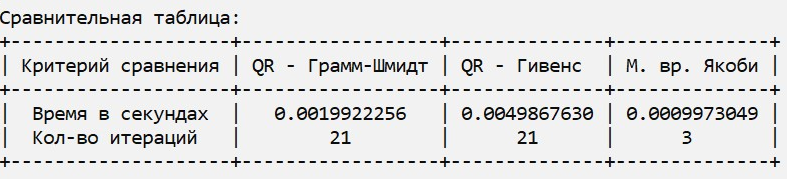 Сравнительная таблица:
+-------------------+------------------+--------------+--------------+
| Критерий сравнения | QR - Грамм-Шмидт | QR - Гивенс | М. вр. Якоби |
+-------------------+------------------+--------------+--------------+
| Время в секундах | 0.0019922256 | 0.0049867630 | 0.0009973049 |
| Кол-во итераций | 21 | 21 | 3 |
+-------------------+------------------+--------------+--------------+